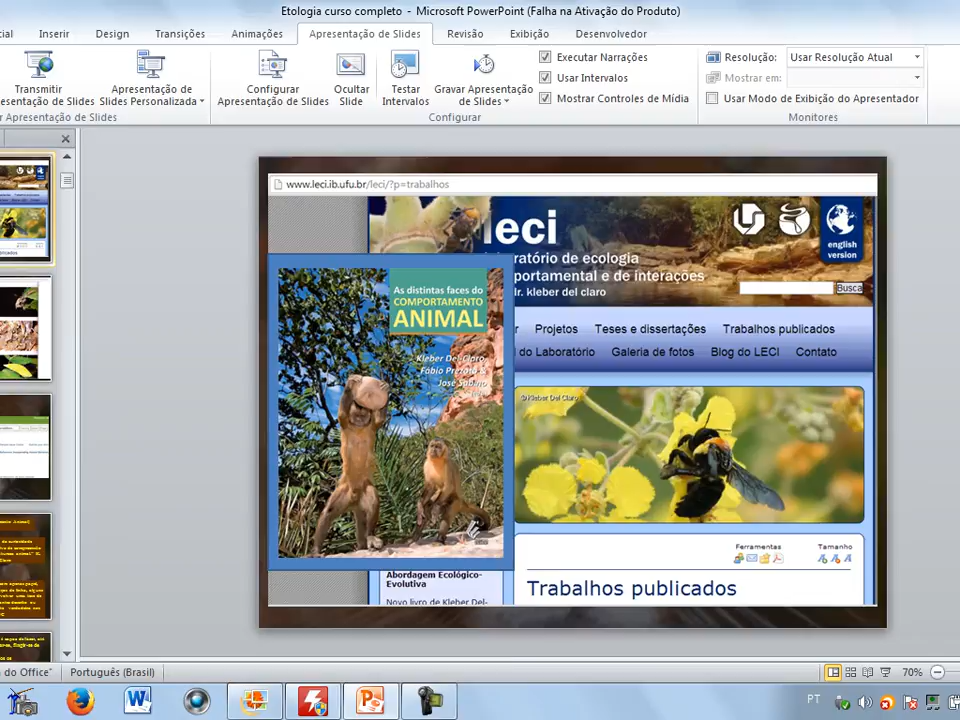 Etologia curso completo - Microsoft PowerPoint (Falha na Ativação do Produto)
Inserir Design Transições Animações Apresentação de Slides Revisão Exibição Desenvolvedor
Transmitir
Apresentação de
Slides Personalizada
Configurar
Apresentação de Slides
Ocultar
Slide
Testar
Intervalos
Gravar Apresentação
de Slides
Executar Narrações
Usar Intervalos
Mostrar Controles de Mídia
Resolução: Usar Resolução Atual
Mostrar em:
Usar Modo de Exibição do Apresentador
Apresentação de Slides
Configurar
Monitores
www.leci.ib.ufu.br/leci/?p=trabalhos
leci
de ecologia
e de interações
dr. kleber del claro
english
version
Busca
Projetos Teses e dissertações Trabalhos publicados
do Laboratório Galeria de fotos Blog do LECI Contato
As distintas faces do
COMPORTAMENTO
ANIMAL
Kleber Del-Claro,
Fábio Prezoto &
José Sabino
© Kleber Del Claro
Ferramentas Tamanho
Trabalhos publicados
Abordagem Ecológico-
Evolutiva
Novo livro de Kleber Del-
do Office" Português (Brasil) 70%
PT